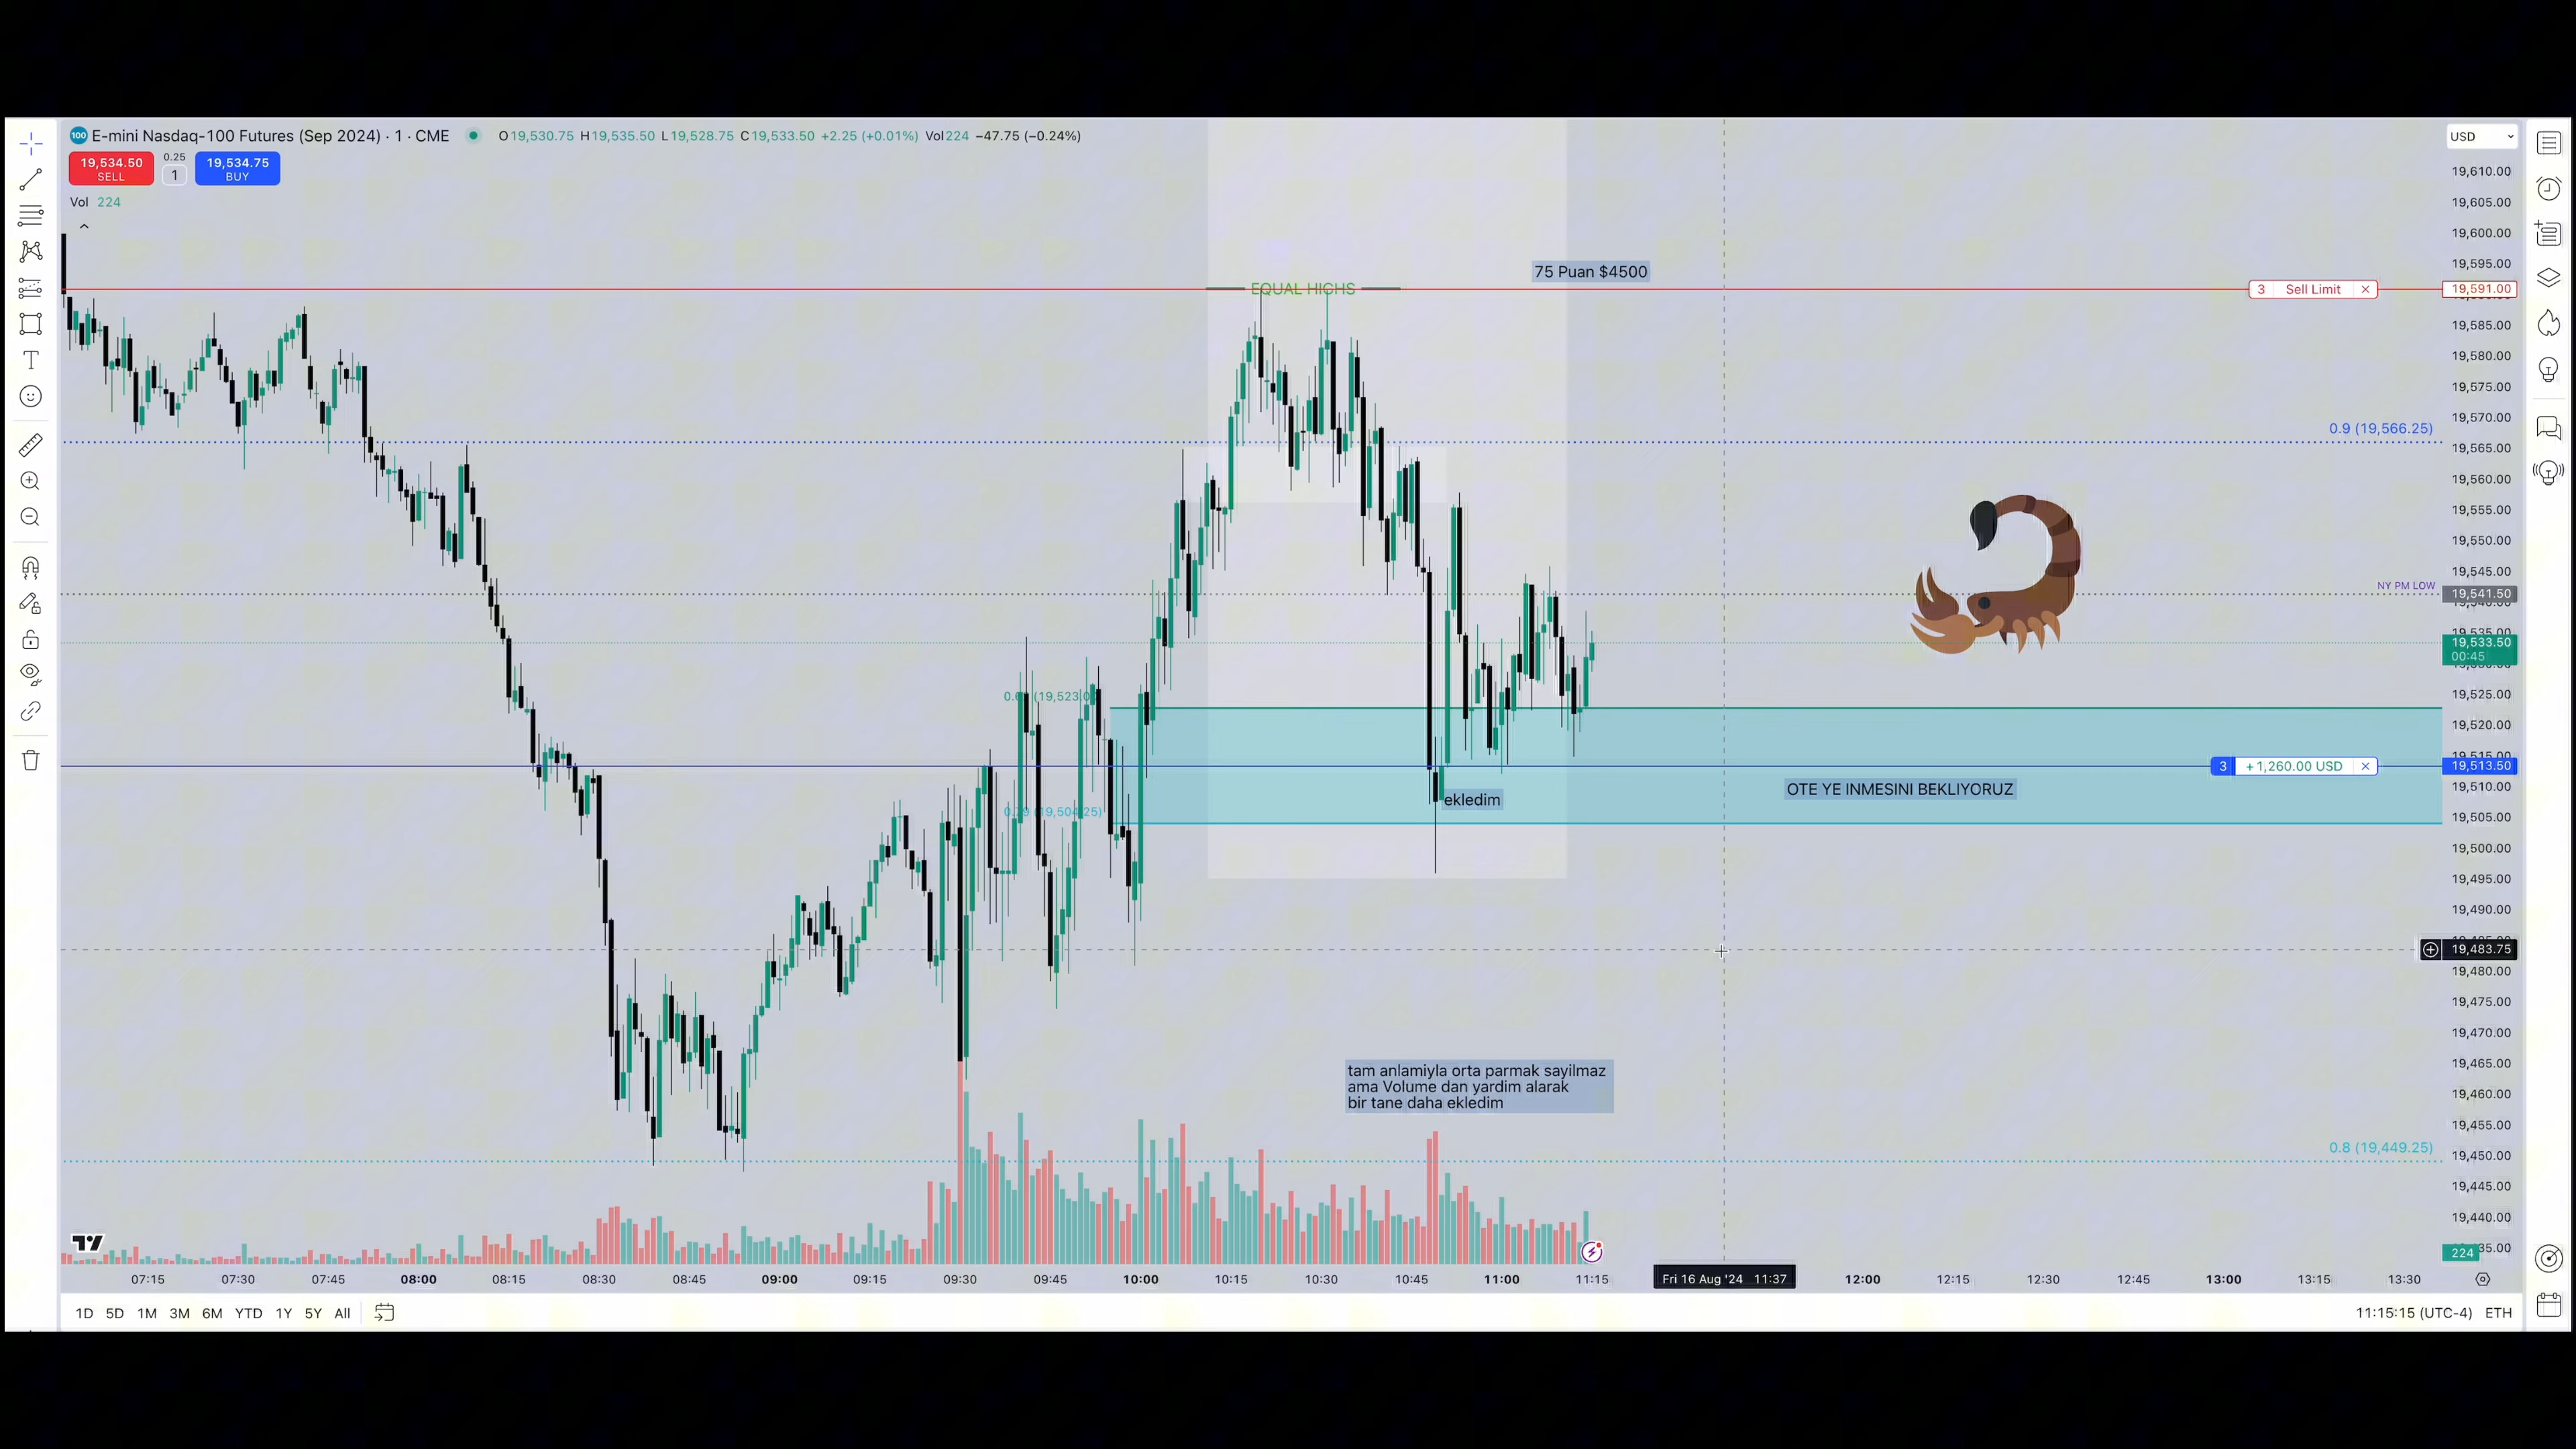 E-mini Nasdaq-100 Futures (Sep 2024) · 1 · CME
O19,530.75 H19,535.50 L19,528.75 C19,533.50 +2.25 (+0.01%) Vol224 −47.75 (−0.24%)
USD
19,534.50
SELL
0.25
1
19,534.75
BUY
Vol 224
19,610.00
19,605.00
19,600.00
19,595.00
75 Puan $4500
EQUAL HIGHS
3 Sell Limit
19,591.00
19,585.00
19,580.00
19,575.00
19,570.00
0.9 (19,566.25)
19,565.00
19,560.00
19,555.00
19,550.00
19,545.00
NY PM LOW
19,541.50
19,533.50
00:45
19,525.00
19,520.00
3 +1,260.00 USD
19,513.50
OTE YE INMESINI BEKLIYORUZ
19,510.00
ekledim
19,505.00
19,500.00
19,495.00
19,490.00
19,483.75
19,480.00
19,475.00
19,470.00
19,465.00
tam anlamiyla orta parmak sayilmaz
ama Volume dan yardim alarak
bir tane daha ekledim
19,460.00
19,455.00
0.8 (19,449.25)
19,450.00
19,445.00
19,440.00
224
07:15 07:30 07:45 08:00 08:15 08:30 08:45 09:00 09:15 09:30 09:45 10:00 10:15 10:30 10:45 11:00 11:15 Fri 16 Aug '24 11:37 12:00 12:15 12:30 12:45 13:00 13:15 13:30
1D 5D 1M 3M 6M YTD 1Y 5Y All
11:15:15 (UTC-4) ETH